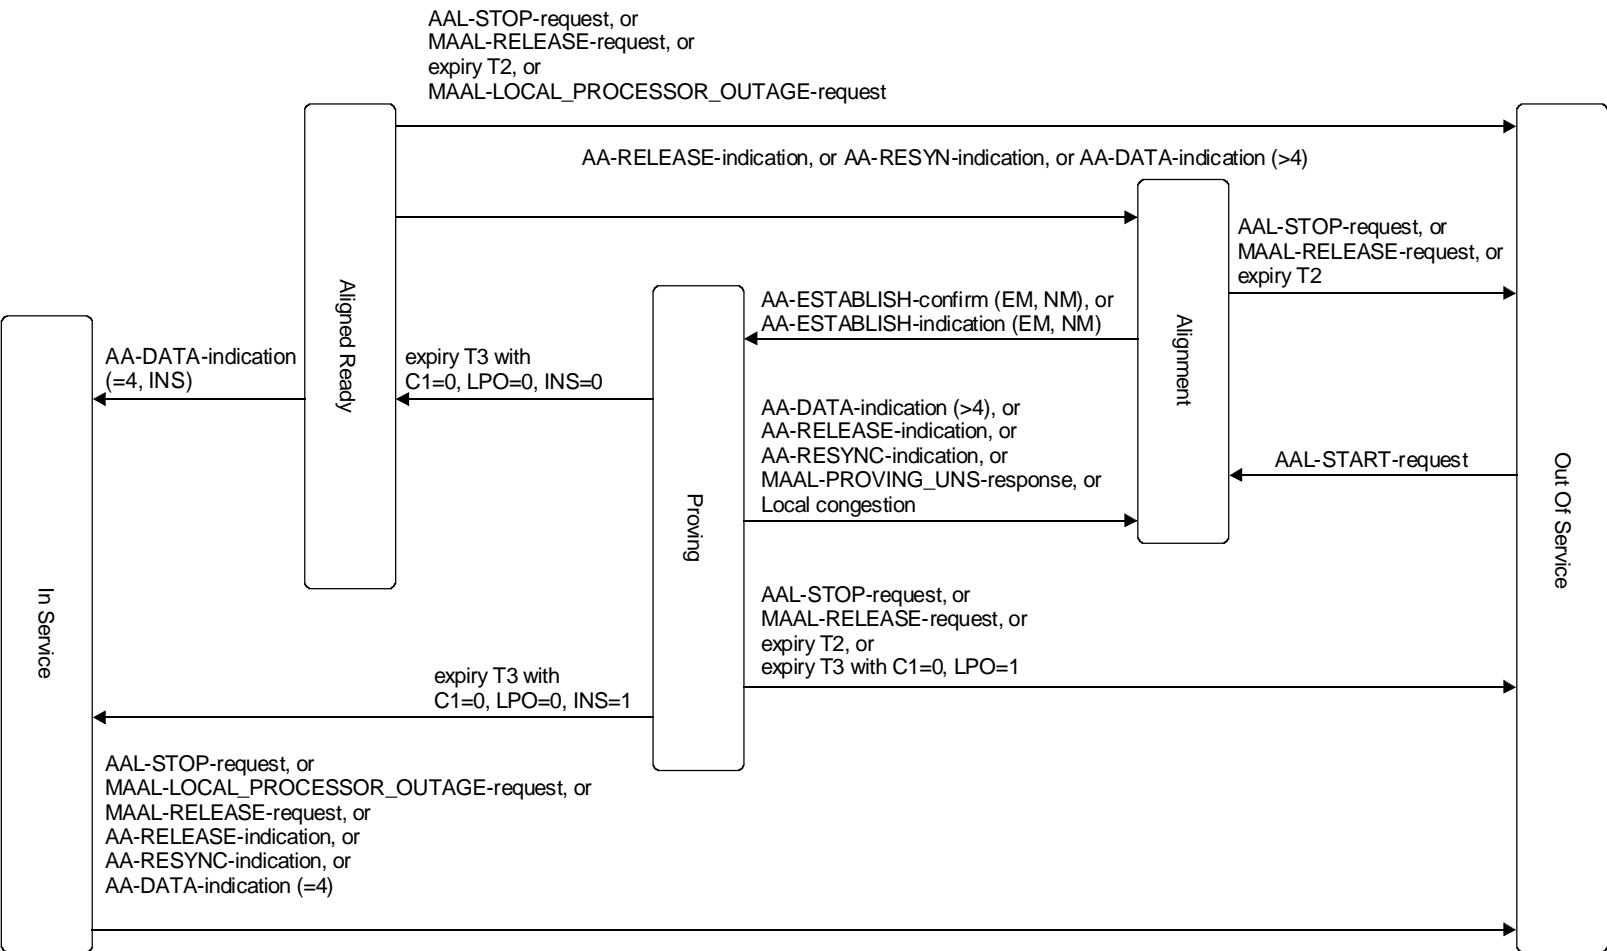 AAL-STOP-request, or
MAAL-RELEASE-request, or
expiry T2, or
MAAL-LOCAL_PROCESSOR_OUTAGE-request
AA-RELEASE-indication, or AA-RESYN-indication, or AA-DATA-indication (>4)
AAL-STOP-request, or
MAAL-RELEASE-request, or
expiry T2
Aligned Ready
AA-ESTABLISH-confirm (EM, NM), or
AA-ESTABLISH-indication (EM, NM)
Alignment
AA-DATA-indication
(=4, INS)
expiry T3 with
C1=0, LPO=0, INS=0
AA-DATA-indication (>4), or
AA-RELEASE-indication, or
AA-RESYNC-indication, or
MAAL-PROVING_UNS-response, or
Local congestion
AAL-START-request
Proving
Out Of Service
In Service
AAL-STOP-request, or
MAAL-RELEASE-request, or
expiry T2, or
expiry T3 with C1=0, LPO=1
expiry T3 with
C1=0, LPO=0, INS=1
AAL-STOP-request, or
MAAL-LOCAL_PROCESSOR_OUTAGE-request, or
MAAL-RELEASE-request, or
AA-RELEASE-indication, or
AA-RESYNC-indication, or
AA-DATA-indication (=4)